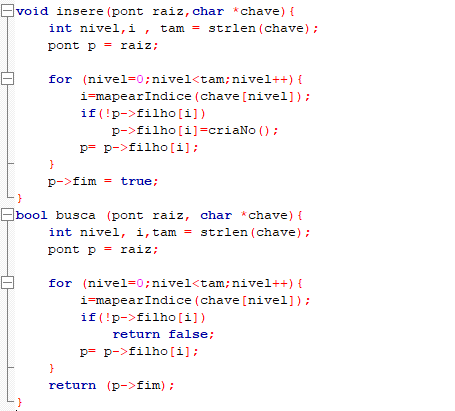 void insere(pont raiz,char *chave){
int nivel,i , tam = strlen(chave);
pont p = raiz;
for (nivel=0;nivel<tam;nivel++){
i=mapearIndice(chave[nivel]);
if(!p->filho[i])
p->filho[i]=criaNo();
p= p->filho[i];
}
p->fim = true;
}
bool busca (pont raiz, char *chave){
int nivel, i,tam = strlen(chave);
pont p = raiz;
for (nivel=0;nivel<tam;nivel++){
i=mapearIndice(chave[nivel]);
if(!p->filho[i])
return false;
p= p->filho[i];
}
return (p->fim);
}